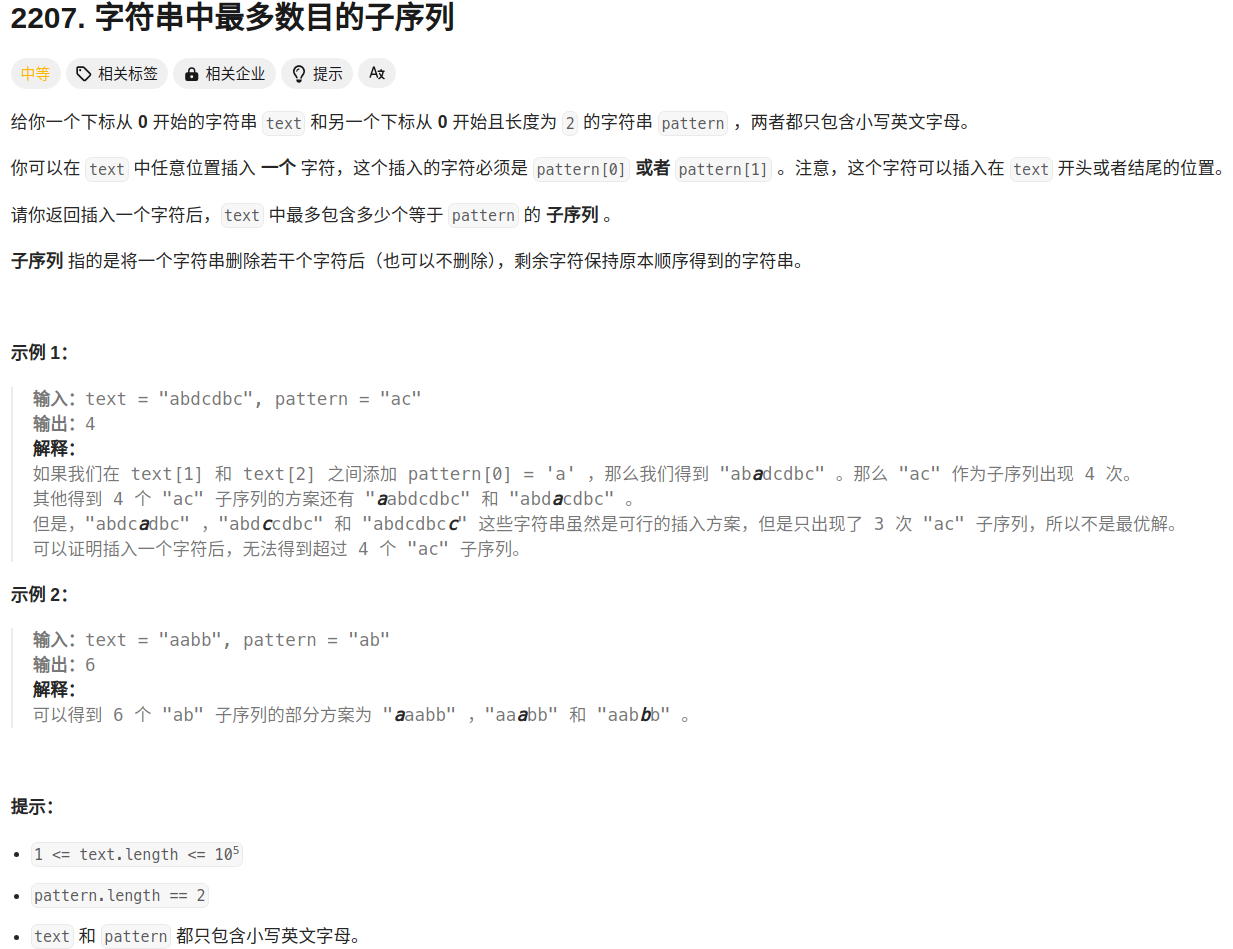 2207. 字符串中最多数目的子序列
中等 相关标签 相关企业 提示 Aあ
给你一个下标从 0 开始的字符串 text 和另一个下标从 0 开始且长度为 2 的字符串 pattern ，两者都只包含小写英文字母。
你可以在 text 中任意位置插入 一个 字符，这个插入的字符必须是 pattern[0] 或者 pattern[1] 。注意，这个字符可以插入在 text 开头或者结尾的位置。
请你返回插入一个字符后，text 中最多包含多少个等于 pattern 的 子序列 。
子序列 指的是将一个字符串删除若干个字符后（也可以不删除），剩余字符保持原本顺序得到的字符串。
示例 1：
输入：text = "abdcdbc", pattern = "ac"
输出：4
解释：
如果我们在 text[1] 和 text[2] 之间添加 pattern[0] = 'a' ，那么我们得到 "abadcdbc" 。那么 "ac" 作为子序列出现 4 次。
其他得到 4 个 "ac" 子序列的方案还有 "aabdcdbc" 和 "abdacdbc" 。
但是，"abdcadbc" ，"abdccdbc" 和 "abdcdbcc" 这些字符串虽然是可行的插入方案，但是只出现了 3 次 "ac" 子序列，所以不是最优解。
可以证明插入一个字符后，无法得到超过 4 个 "ac" 子序列。
示例 2：
输入：text = "aabb", pattern = "ab"
输出：6
解释：
可以得到 6 个 "ab" 子序列的部分方案为 "aaabb" ，"aaabb" 和 "aabbb" 。
提示：
1 <= text.length <= 10⁵
pattern.length == 2
text 和 pattern 都只包含小写英文字母。